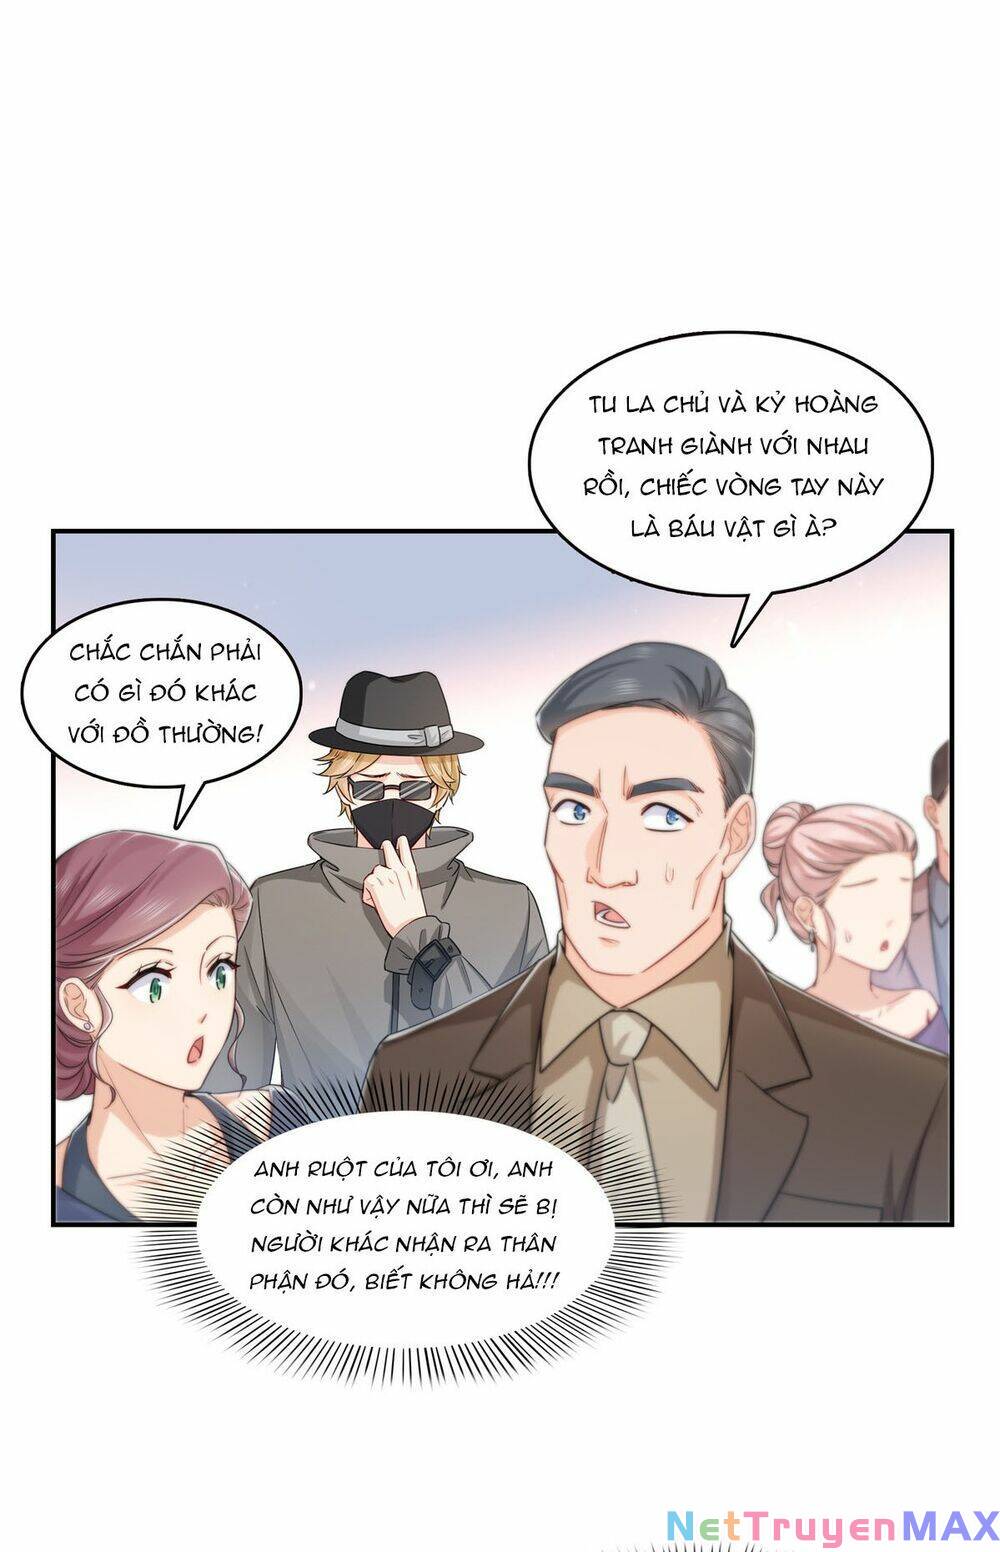 TU LA CHỦ VÀ KỶ HOÀNG
TRANH GIÀNH VỚI NHAU
RỒI, CHIẾC VÒNG TAY NÀY
LÀ BÁU VẬT GÌ À?
CHẮC CHẮN PHẢI
CÓ GÌ ĐÓ KHÁC
VỚI ĐỒ THƯỜNG!
ANH RUỘT CỦA TÔI ƠI, ANH
CÒN NHƯ VẬY NỮA THÌ SẼ BỊ
NGƯỜI KHÁC NHẬN RA THÂN
PHẬN ĐÓ, BIẾT KHÔNG HẢ!!!
NETTRUYENMAX